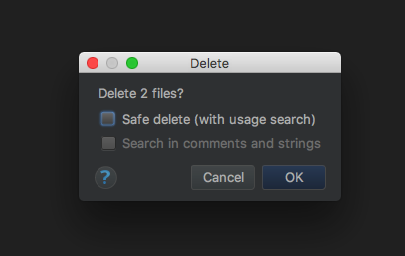 Delete
Delete 2 files?
Safe delete (with usage search)
Search in comments and strings
?
Cancel
OK